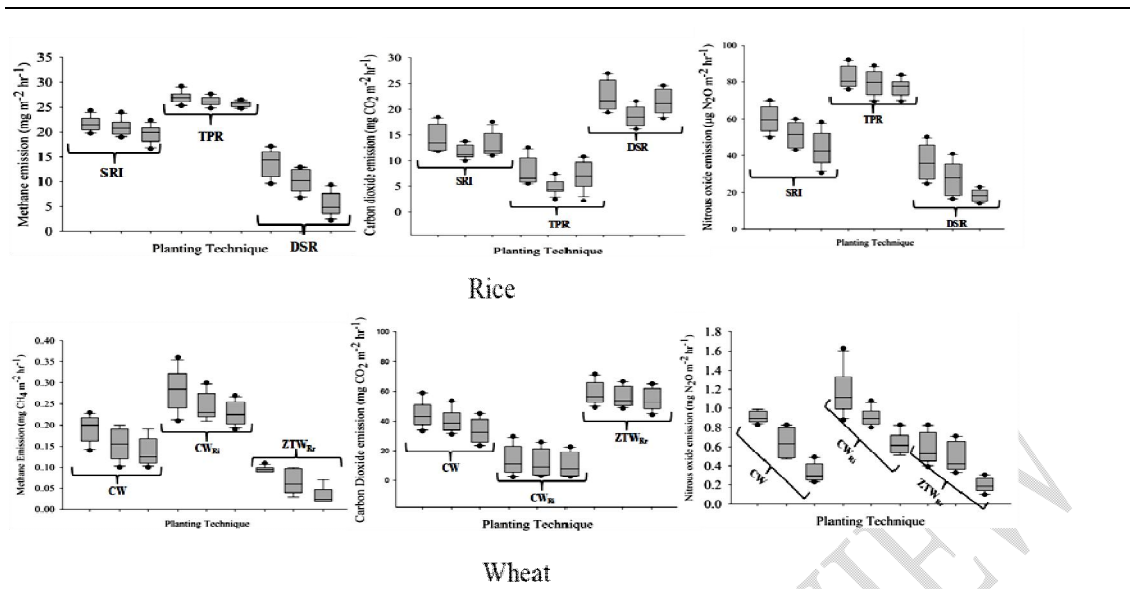 Methane emission (mg m⁻² hr⁻¹)
35
30
25
20
15
10
5
0
SRI
TPR
DSR
Planting Technique
Carbon dioxide emission (mg CO₂ m⁻² hr⁻¹)
30
25
20
15
10
5
0
SRI
TPR
DSR
Planting Technique
Nitrous oxide emission (µg N₂O m⁻² hr⁻¹)
100
80
60
40
20
0
SRI
TPR
DSR
Planting Technique
Rice
Methane Emission (mg CH₄ m⁻² hr⁻¹)
0.40
0.35
0.30
0.25
0.20
0.15
0.10
0.05
0.00
CW
CW_Ri
ZTW_Rr
Planting Technique
Carbon Dioxide emission (mg CO₂ m⁻² hr⁻¹)
100
80
60
40
20
0
CW
CW_Ri
ZTW_Rr
Planting Technique
Nitrous oxide emission (mg N₂O m⁻² hr⁻¹)
1.8
1.6
1.4
1.2
1.0
0.8
0.6
0.4
0.2
0.0
CW
CW_Ri
ZTW_Rr
Planting Technique
Wheat